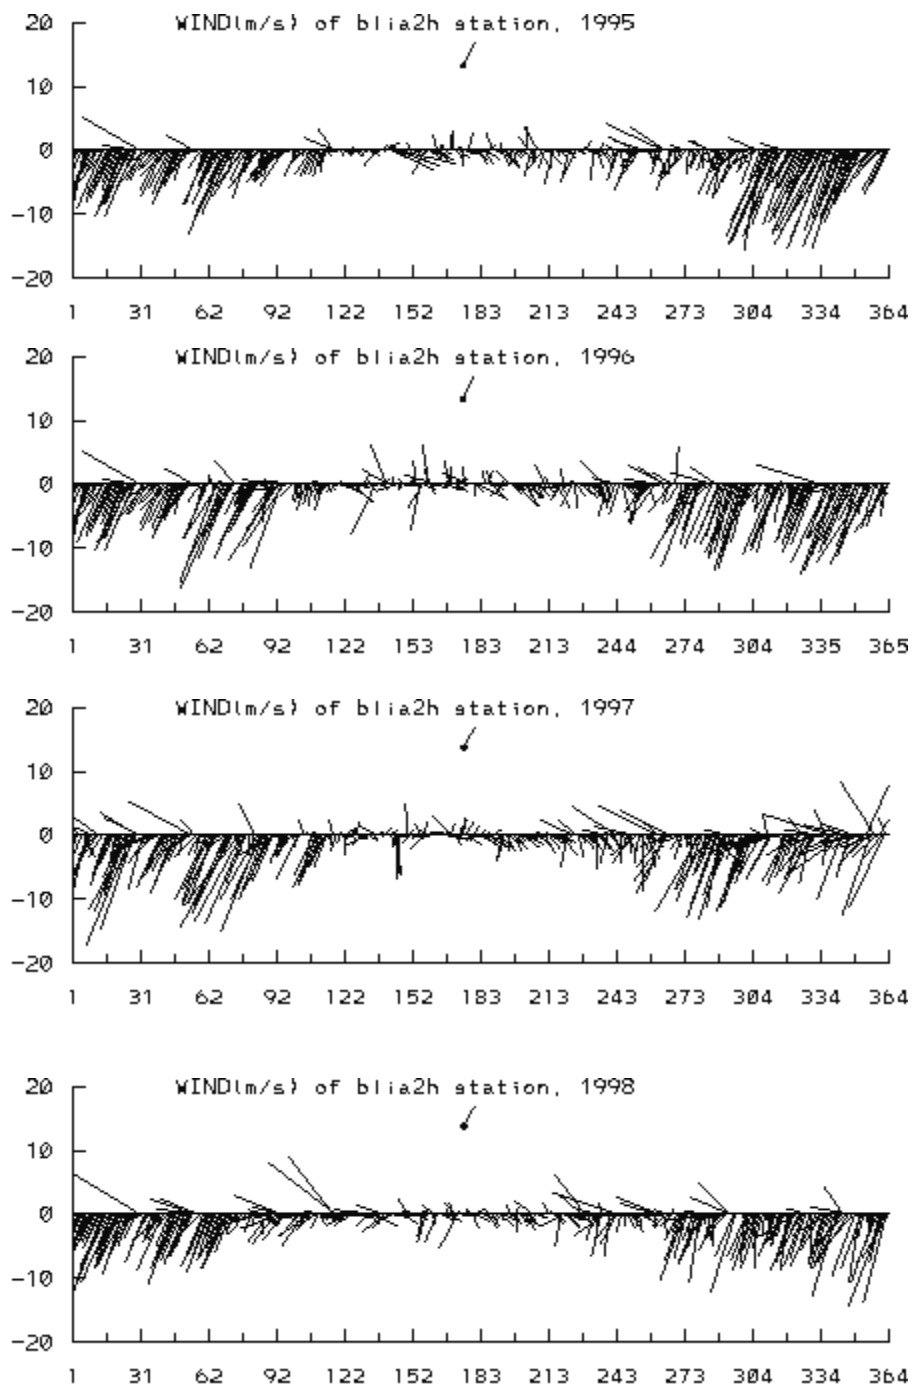 20 WIND(m/s) of blia2h station, 1995
10
0
-10
-20
1 31 62 92 122 152 183 213 243 273 304 334 364
20 WIND(m/s) of blia2h station, 1996
10
0
-10
-20
1 31 62 92 122 153 183 213 244 274 304 335 365
20 WIND(m/s) of blia2h station, 1997
10
0
-10
-20
1 31 62 92 122 152 183 213 243 273 304 334 364
20 WIND(m/s) of blia2h station, 1998
10
0
-10
-20
1 31 62 92 122 152 183 213 243 273 304 334 364